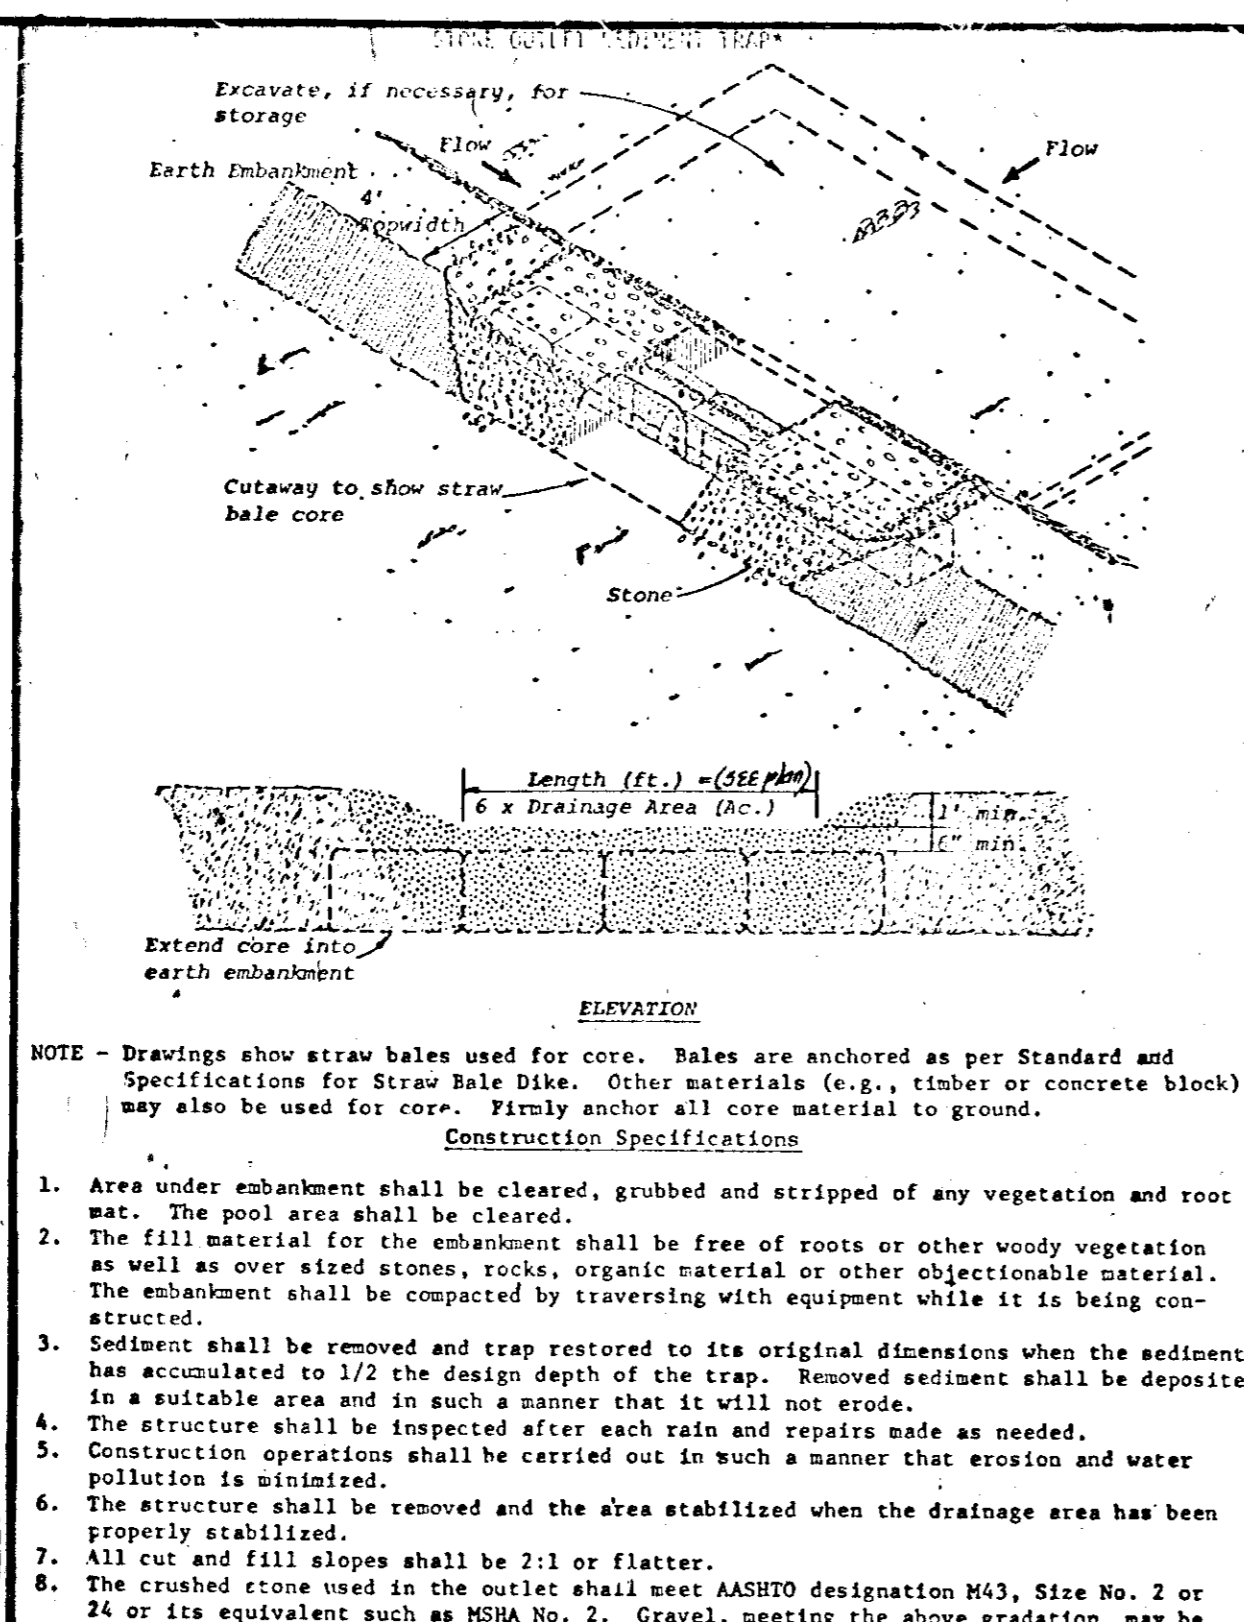 STONE OUTLET SEDIMENT TRAP*
Excavate, if necessary, for
storage
Flow
Flow
Earth Embankment
4'
Topwidth
Cutaway to show straw
bale core
Stone
Length (ft.) = (SEE plan)
6 x Drainage Area (Ac.)
1' min.
6" min.
Extend core into
earth embankment
ELEVATION
NOTE - Drawings show straw bales used for core. Bales are anchored as per Standard and
Specifications for Straw Bale Dike. Other materials (e.g., timber or concrete block)
may also be used for core. Firmly anchor all core material to ground.
Construction Specifications
1. Area under embankment shall be cleared, grubbed and stripped of any vegetation and root
mat. The pool area shall be cleared.
2. The fill material for the embankment shall be free of roots or other woody vegetation
as well as over sized stones, rocks, organic material or other objectionable material.
The embankment shall be compacted by traversing with equipment while it is being con-
structed.
3. Sediment shall be removed and trap restored to its original dimensions when the sediment
has accumulated to 1/2 the design depth of the trap. Removed sediment shall be deposite
in a suitable area and in such a manner that it will not erode.
4. The structure shall be inspected after each rain and repairs made as needed.
5. Construction operations shall be carried out in such a manner that erosion and water
pollution is minimized.
6. The structure shall be removed and the area stabilized when the drainage area has been
properly stabilized.
7. All cut and fill slopes shall be 2:1 or flatter.
8. The crushed stone used in the outlet shall meet AASHTO designation M43, Size No. 2 or
24 or its equivalent such as MSHA No. 2. Gravel, meeting the above gradation, may be